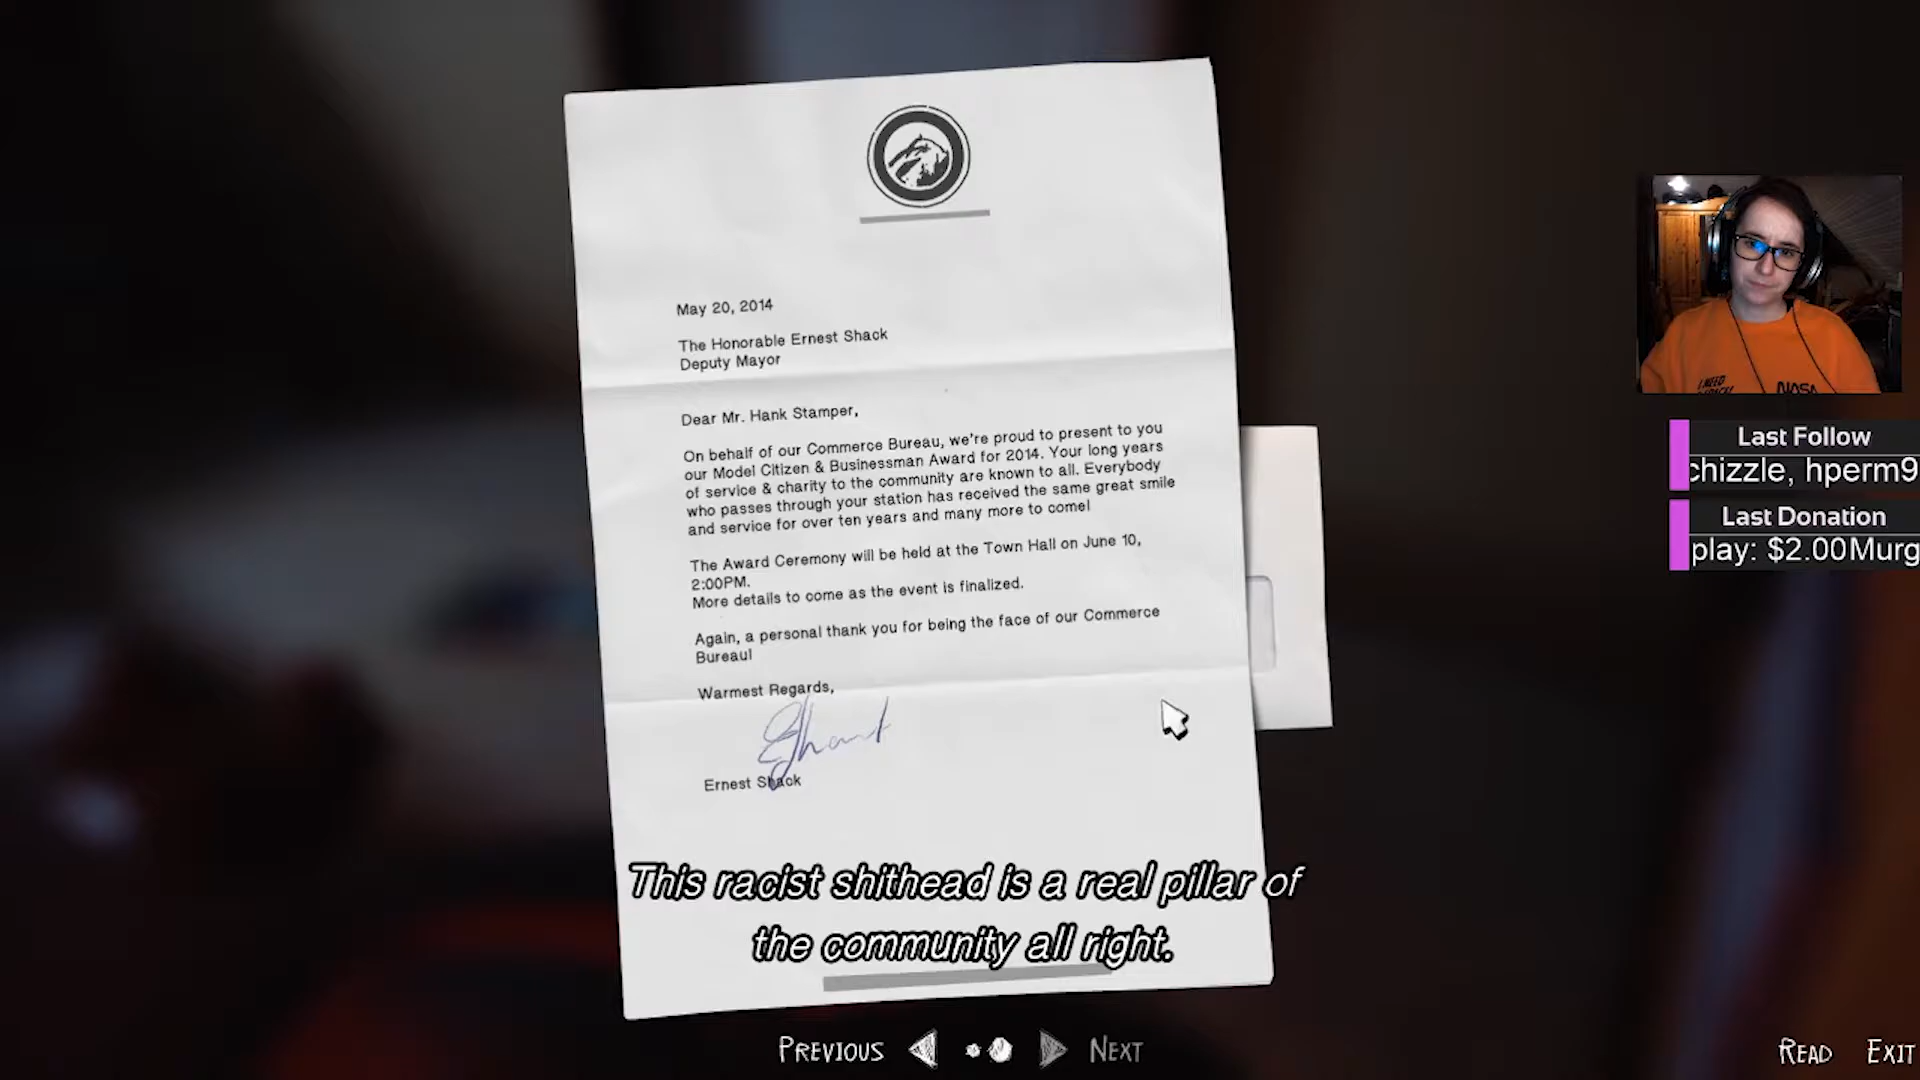 May 20, 2014
The Honorable Ernest Shack
Deputy Mayor
Dear Mr. Hank Stamper,
On behalf of our Commerce Bureau, we're proud to present to you
our Model Citizen & Businessman Award for 2014. Your long years
of service & charity to the community are known to all. Everybody
who passes through your station has received the same great smile
and service for over ten years and many more to come!
The Award Ceremony will be held at the Town Hall on June 10,
2:00PM.
More details to come as the event is finalized.
Again, a personal thank you for being the face of our Commerce
Bureau!
Warmest Regards,
Ernest Shack
This racist shithead is a real pillar of
the community all right.
PREVIOUS
NEXT
READ
EXIT
I NEED
NASA
Last Follow
chizzle, hperm9
Last Donation
play: $2.00Murg